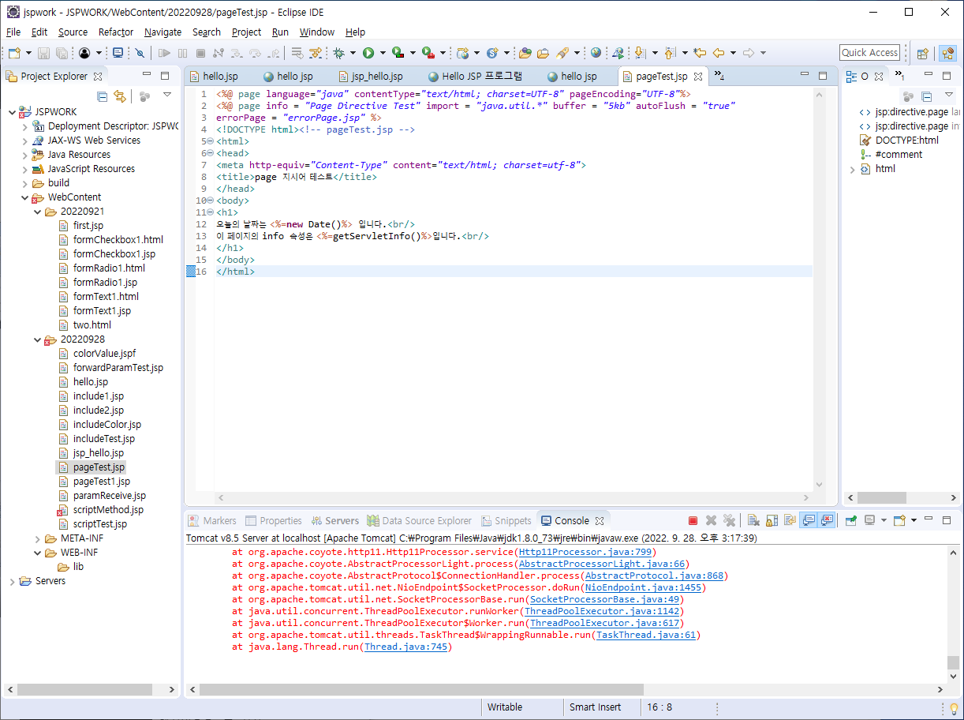 jspwork - JSPWORK/WebContent/20220928/pageTest.jsp - Eclipse IDE
File Edit Source Refactor Navigate Search Project Run Window Help
Quick Access
Project Explorer
hello.jsp
hello jsp
jsp_hello.jsp
Hello JSP 프로그램
hello jsp
pageTest.jsp
O
JSPWORK
Deployment Descriptor: JSPWC
JAX-WS Web Services
Java Resources
JavaScript Resources
build
WebContent
20220921
first.jsp
formCheckbox1.html
formCheckbox1.jsp
formRadio1.html
formRadio1.jsp
formText1.html
formText1.jsp
two.html
20220928
colorValue.jspf
forwardParamTest.jsp
hello.jsp
include1.jsp
include2.jsp
includeColor.jsp
includeTest.jsp
jsp_hello.jsp
pageTest.jsp
pageTest1.jsp
paramReceive.jsp
scriptMethod.jsp
scriptTest.jsp
META-INF
WEB-INF
lib
Servers
1 <%@ page language="java" contentType="text/html; charset=UTF-8" pageEncoding="UTF-8"%>
2 <%@ page info = "Page Directive Test" import = "java.util.*" buffer = "5kb" autoFlush = "true"
3 errorPage = "errorPage.jsp" %>
4 <!DOCTYPE html><!-- pageTest.jsp -->
5 <html>
6 <head>
7 <meta http-equiv="Content-Type" content="text/html; charset=utf-8">
8 <title>page 지시어 테스트</title>
9 </head>
10 <body>
11 <h1>
12 오늘의 날짜는 <%=new Date()%> 입니다.<br/>
13 이 페이지의 info 속성은 <%=getServletInfo()%>입니다.<br/>
14 </h1>
15 </body>
16 </html>
jsp:directive.page lan
jsp:directive.page inf
DOCTYPE:html
#comment
html
Markers Properties Servers Data Source Explorer Snippets Console
Tomcat v8.5 Server at localhost [Apache Tomcat] C:￦Program Files￦Java￦jdk1.8.0_73￦jre￦bin￦javaw.exe (2022. 9. 28. 오후 3:17:39)
at org.apache.coyote.http11.Http11Processor.service(Http11Processor.java:799)
at org.apache.coyote.AbstractProcessorLight.process(AbstractProcessorLight.java:66)
at org.apache.coyote.AbstractProtocol$ConnectionHandler.process(AbstractProtocol.java:868)
at org.apache.tomcat.util.net.NioEndpoint$SocketProcessor.doRun(NioEndpoint.java:1455)
at org.apache.tomcat.util.net.SocketProcessorBase.run(SocketProcessorBase.java:49)
at java.util.concurrent.ThreadPoolExecutor.runWorker(ThreadPoolExecutor.java:1142)
at java.util.concurrent.ThreadPoolExecutor$Worker.run(ThreadPoolExecutor.java:617)
at org.apache.tomcat.util.threads.TaskThread$WrappingRunnable.run(TaskThread.java:61)
at java.lang.Thread.run(Thread.java:745)
Writable
Smart Insert
16 : 8